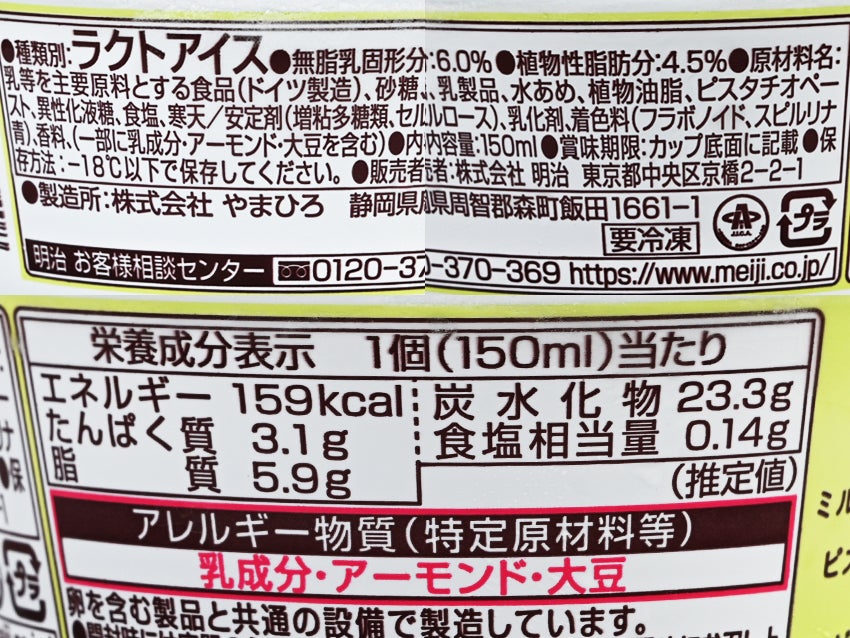 ●種類別:ラクトアイス●無脂乳固形分:6.0%●植物性脂肪分:4.5%●原材料名:
乳等を主要原料とする食品(ドイツ製造)、砂糖、乳製品、水あめ、植物油脂、ピスタチオペー
スト、異性化液糖、食塩、寒天/安定剤(増粘多糖類、セルロース)、乳化剤、着色料(フラボノイド、スピルリナ
青)、香料、(一部に乳成分・アーモンド・大豆を含む)●内容量:150ml●賞味期限:カップ底面に記載●保
存方法:−18℃以下で保存してください。●販売者:株式会社 明治 東京都中央区京橋2−2−1
●製造所:株式会社 やまひろ 静岡県周智郡森町飯田1661−1
要冷凍
プラ
明治 お客様相談センター 0120−370−369 https://www.meiji.co.jp/
栄養成分表示 1個(150ml)当たり
エネルギー 159kcal 炭水化物 23.3g
たんぱく質 3.1g 食塩相当量 0.14g
脂質 5.9g (推定値)
アレルギー物質(特定原材料等)
乳成分・アーモンド・大豆
卵を含む製品と共通の設備で製造しています。